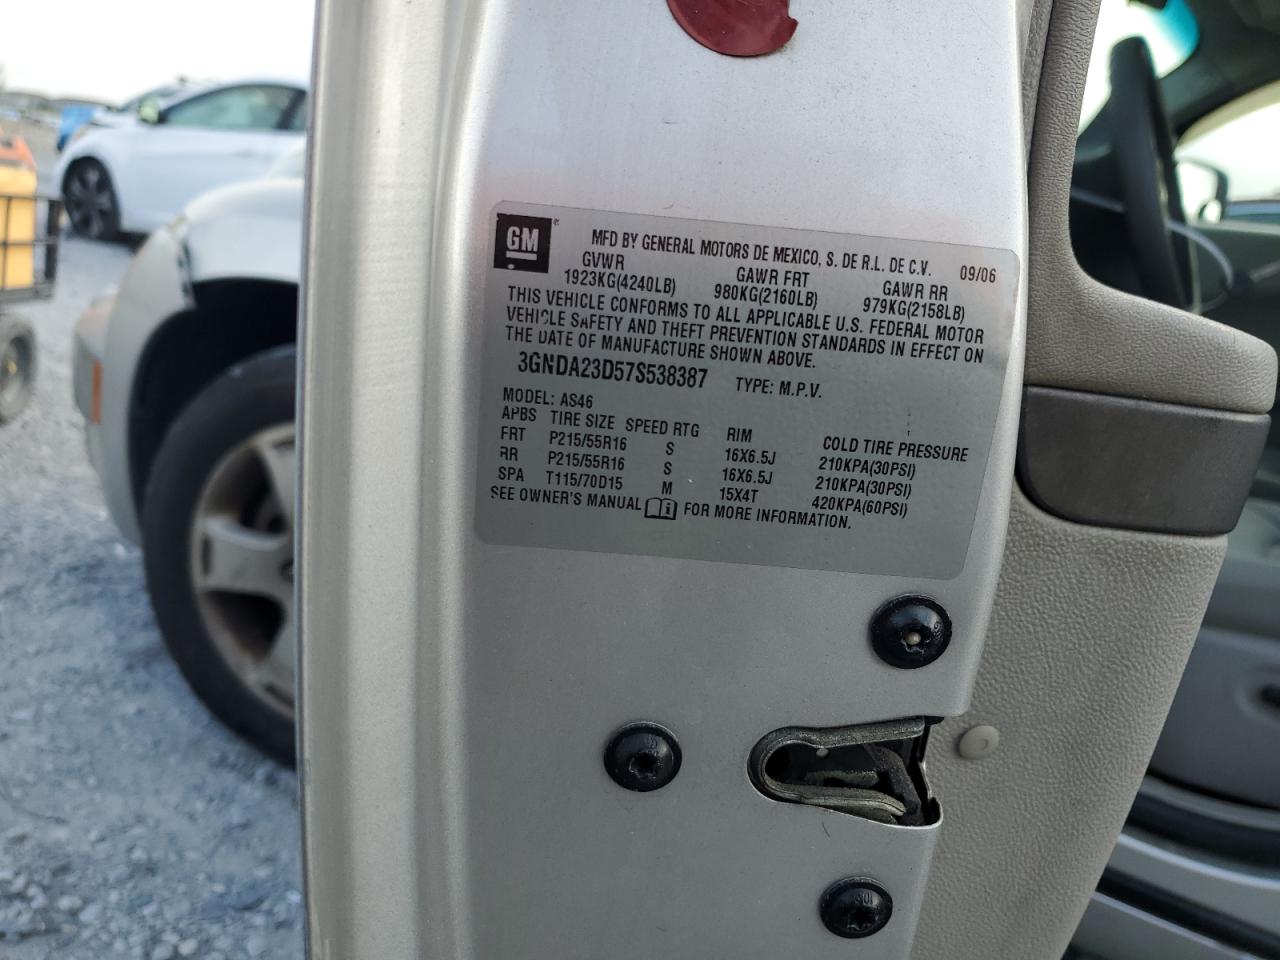 GM ®
MFD BY GENERAL MOTORS DE MEXICO, S. DE R.L. DE C.V. 09/06
GVWR GAWR FRT GAWR RR
1923KG(4240LB) 980KG(2160LB) 979KG(2158LB)
THIS VEHICLE CONFORMS TO ALL APPLICABLE U.S. FEDERAL MOTOR
VEHICLE SAFETY AND THEFT PREVENTION STANDARDS IN EFFECT ON
THE DATE OF MANUFACTURE SHOWN ABOVE.
3GNDA23D57S538387 TYPE: M.P.V.
MODEL: AS46
APBS TIRE SIZE SPEED RTG RIM COLD TIRE PRESSURE
FRT P215/55R16 S 16X6.5J 210KPA(30PSI)
RR P215/55R16 S 16X6.5J 210KPA(30PSI)
SPA T115/70D15 M 15X4T 420KPA(60PSI)
SEE OWNER'S MANUAL i FOR MORE INFORMATION.